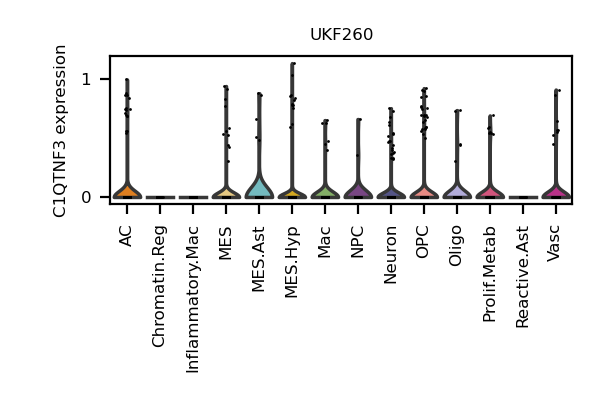 UKF260
C1QTNF3 expression
1
0
AC
Chromatin.Reg
Inflammatory.Mac
MES
MES.Ast
MES.Hyp
Mac
NPC
Neuron
OPC
Oligo
Prolif.Metab
Reactive.Ast
Vasc